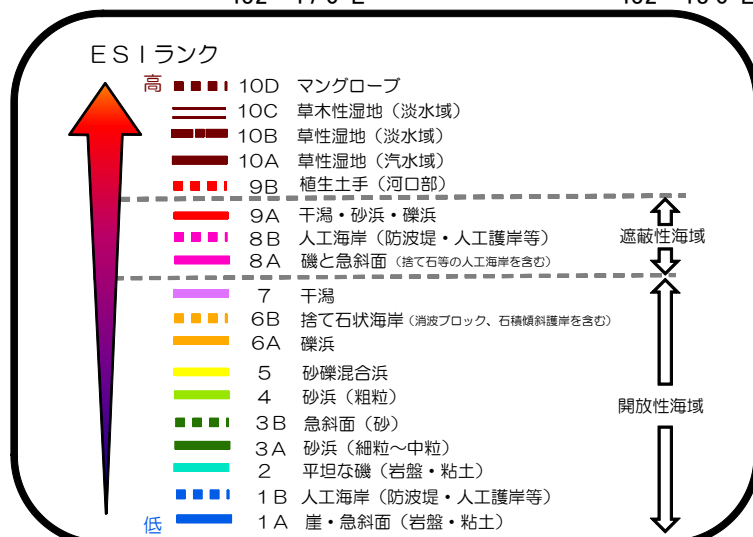 ESIランク
高 10D マングローブ
10C 草木性湿地（淡水域）
10B 草性湿地（淡水域）
10A 草性湿地（汽水域）
9B 植生土手（河口部）
9A 干潟・砂浜・礫浜
8B 人工海岸（防波堤・人工護岸等）
遮蔽性海域
8A 磯と急斜面（捨て石等の人工海岸を含む）
7 干潟
6B 捨て石状海岸（消波ブロック、石積傾斜護岸を含む）
6A 礫浜
5 砂礫混合浜
4 砂浜（粗粒）
開放性海域
3B 急斜面（砂）
3A 砂浜（細粒～中粒）
2 平坦な磯（岩盤・粘土）
1B 人工海岸（防波堤・人工護岸等）
低 1A 崖・急斜面（岩盤・粘土）